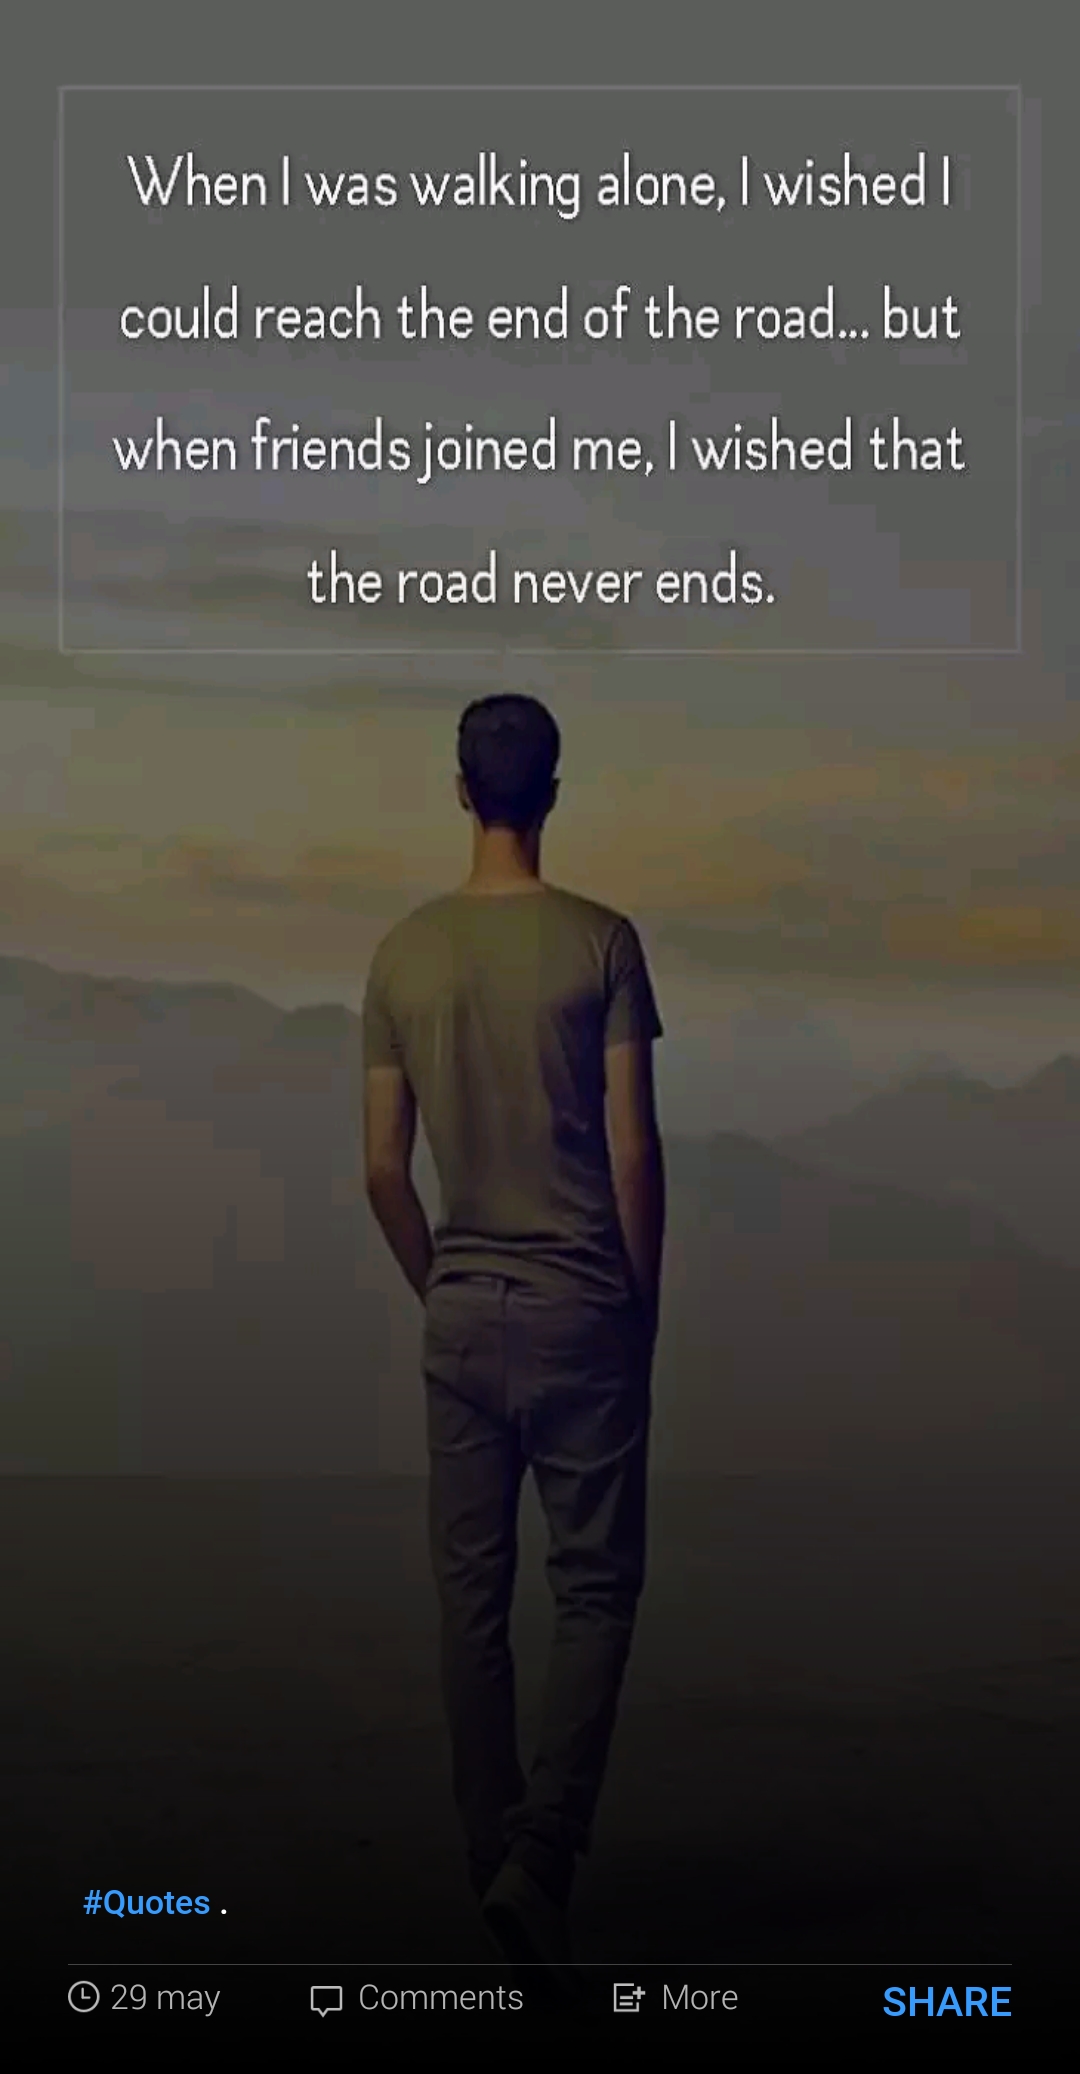 When I was walking alone, I wished I
could reach the end of the road... but
when friends joined me, I wished that
the road never ends.
#Quotes .
29 may Comments More SHARE